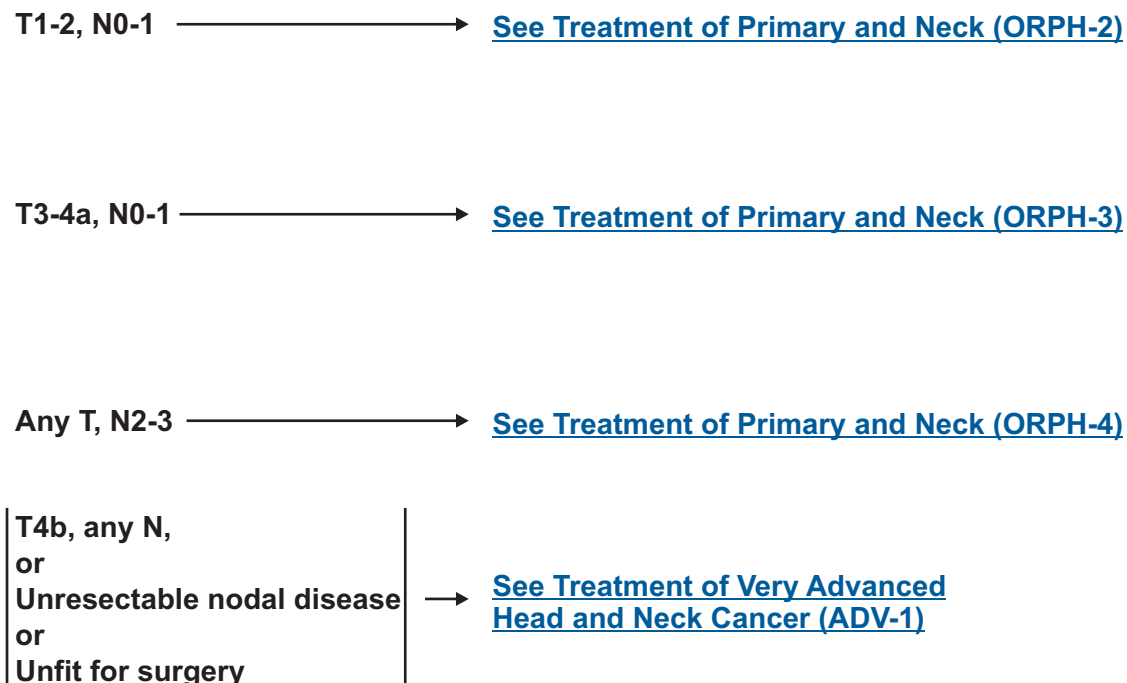 T1-2, N0-1
See Treatment of Primary and Neck (ORPH-2)
T3-4a, N0-1
See Treatment of Primary and Neck (ORPH-3)
Any T, N2-3
See Treatment of Primary and Neck (ORPH-4)
T4b, any N,
or
Unresectable nodal disease
or
Unfit for surgery
See Treatment of Very Advanced
Head and Neck Cancer (ADV-1)